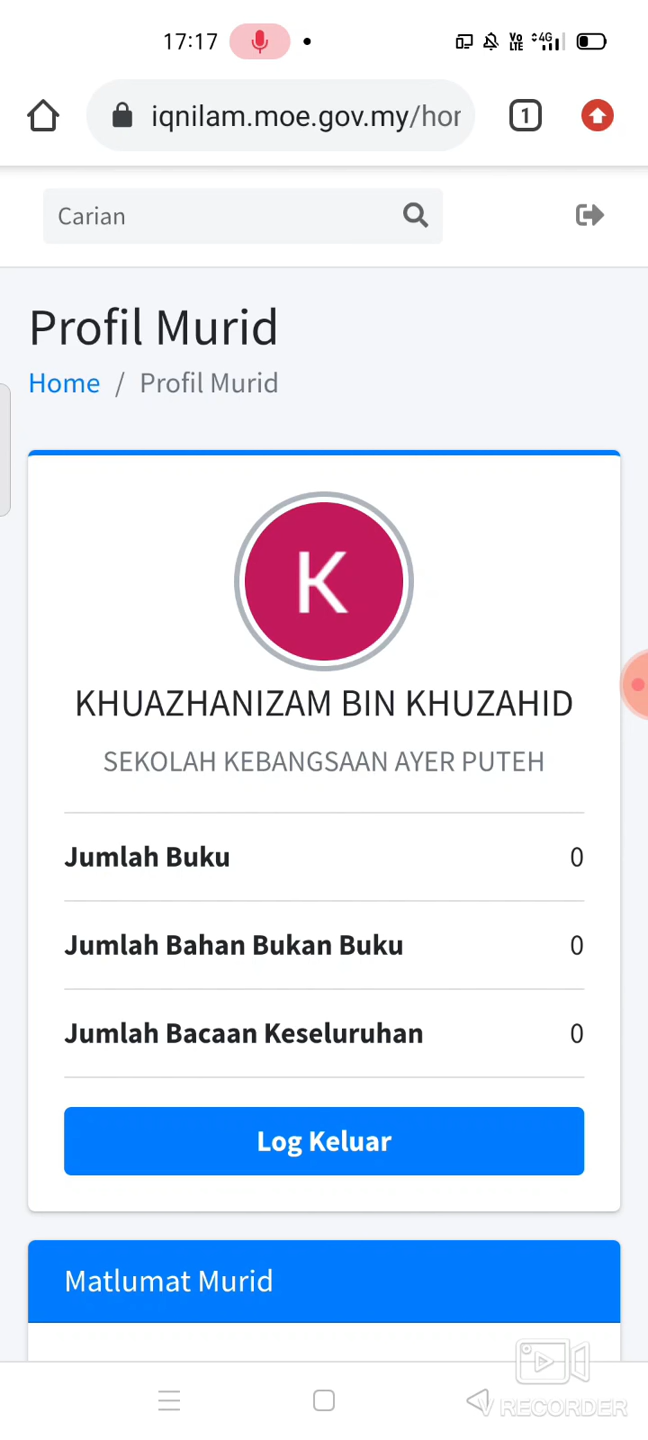 17:17 VoLTE 4G
iqnilam.moe.gov.my/hor 1
Carian
Profil Murid
Home / Profil Murid
K
KHUAZHANIZAM BIN KHUZAHID
SEKOLAH KEBANGSAAN AYER PUTEH
Jumlah Buku 0
Jumlah Bahan Bukan Buku 0
Jumlah Bacaan Keseluruhan 0
Log Keluar
Matlumat Murid
V RECORDER